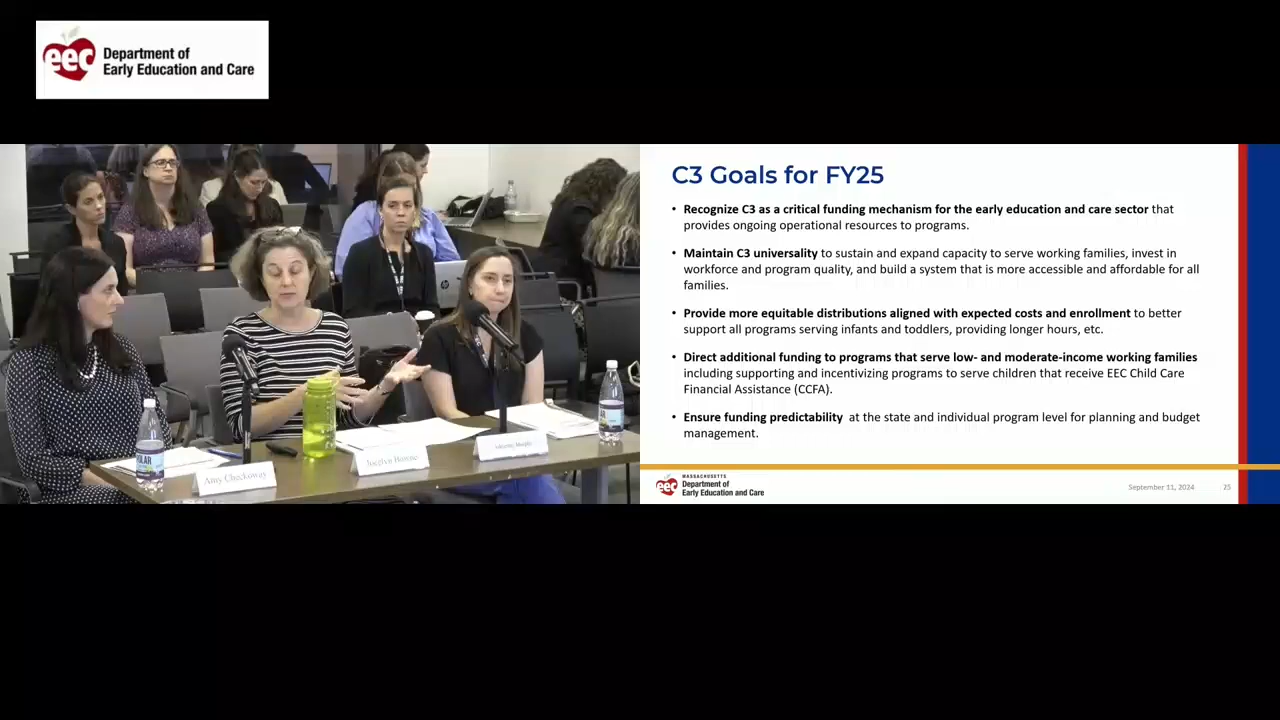 eec
Department of
Early Education and Care
C3 Goals for FY25
• Recognize C3 as a critical funding mechanism for the early education and care sector that
provides ongoing operational resources to programs.
• Maintain C3 universality to sustain and expand capacity to serve working families, invest in
workforce and program quality, and build a system that is more accessible and affordable for all
families.
• Provide more equitable distributions aligned with expected costs and enrollment to better
support all programs serving infants and toddlers, providing longer hours, etc.
• Direct additional funding to programs that serve low- and moderate-income working families
including supporting and incentivizing programs to serve children that receive EEC Child Care
Financial Assistance (CCFA).
• Ensure funding predictability at the state and individual program level for planning and budget
management.
eec
MASSACHUSETTS
Department of
Early Education and Care
September 11, 2024
25
hp
Amy Checkoway
Jocelyn